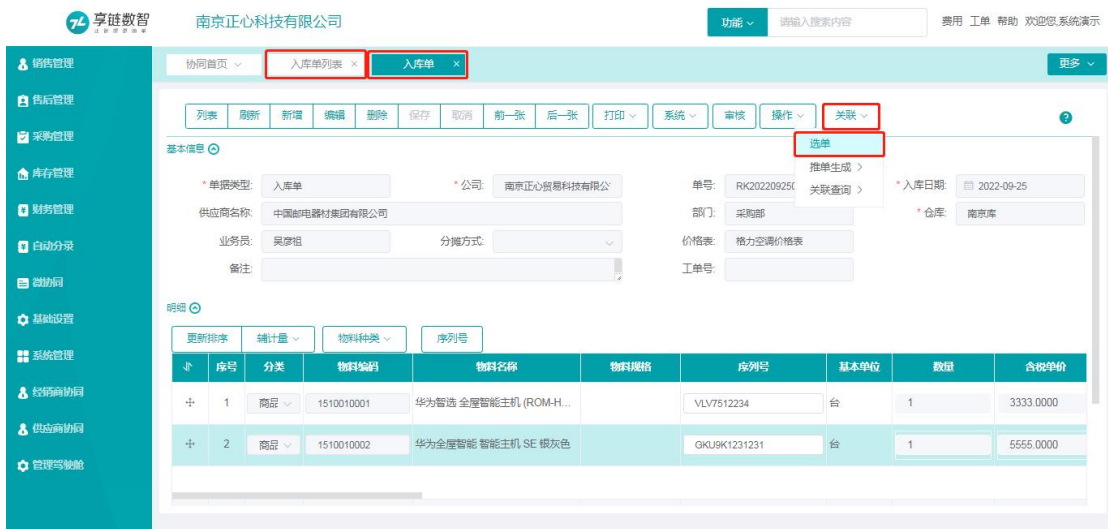 享链数智
南京正心科技有限公司
功能
请输入搜索内容
费用 工单 帮助 欢迎您,系统演示
销售管理
售后管理
采购管理
库存管理
财务管理
自动分录
微协同
基础设置
系统管理
经销商协同
供应商协同
管理驾驶舱
协同首页
入库单列表 ×
入库单 ×
更多
列表 刷新 新增 编辑 删除 保存 取消 前一张 后一张 打印 系统 审核 操作 关联
选单
推单生成 >
关联查询 >
基本信息
* 单据类型: 入库单
* 公司: 南京正心贸易科技有限公
单号: RK202209250
* 入库日期: 2022-09-25
供应商名称: 中国邮电器材集团有限公司
部门: 采购部
* 仓库: 南京库
业务员: 吴彦祖
分摊方式:
价格表: 格力空调价格表
备注:
工单号:
明细
更新排序 辅计量 物料种类 序列号
序号 分类 物料编码 物料名称 物料规格 序列号 基本单位 数量 含税单价
1 商品 1510010001 华为智选 全屋智能主机 (ROM-H... VLV7512234 台 1 3333.0000
2 商品 1510010002 华为全屋智能 智能主机 SE 银灰色 GKU9K1231231 台 1 5555.0000